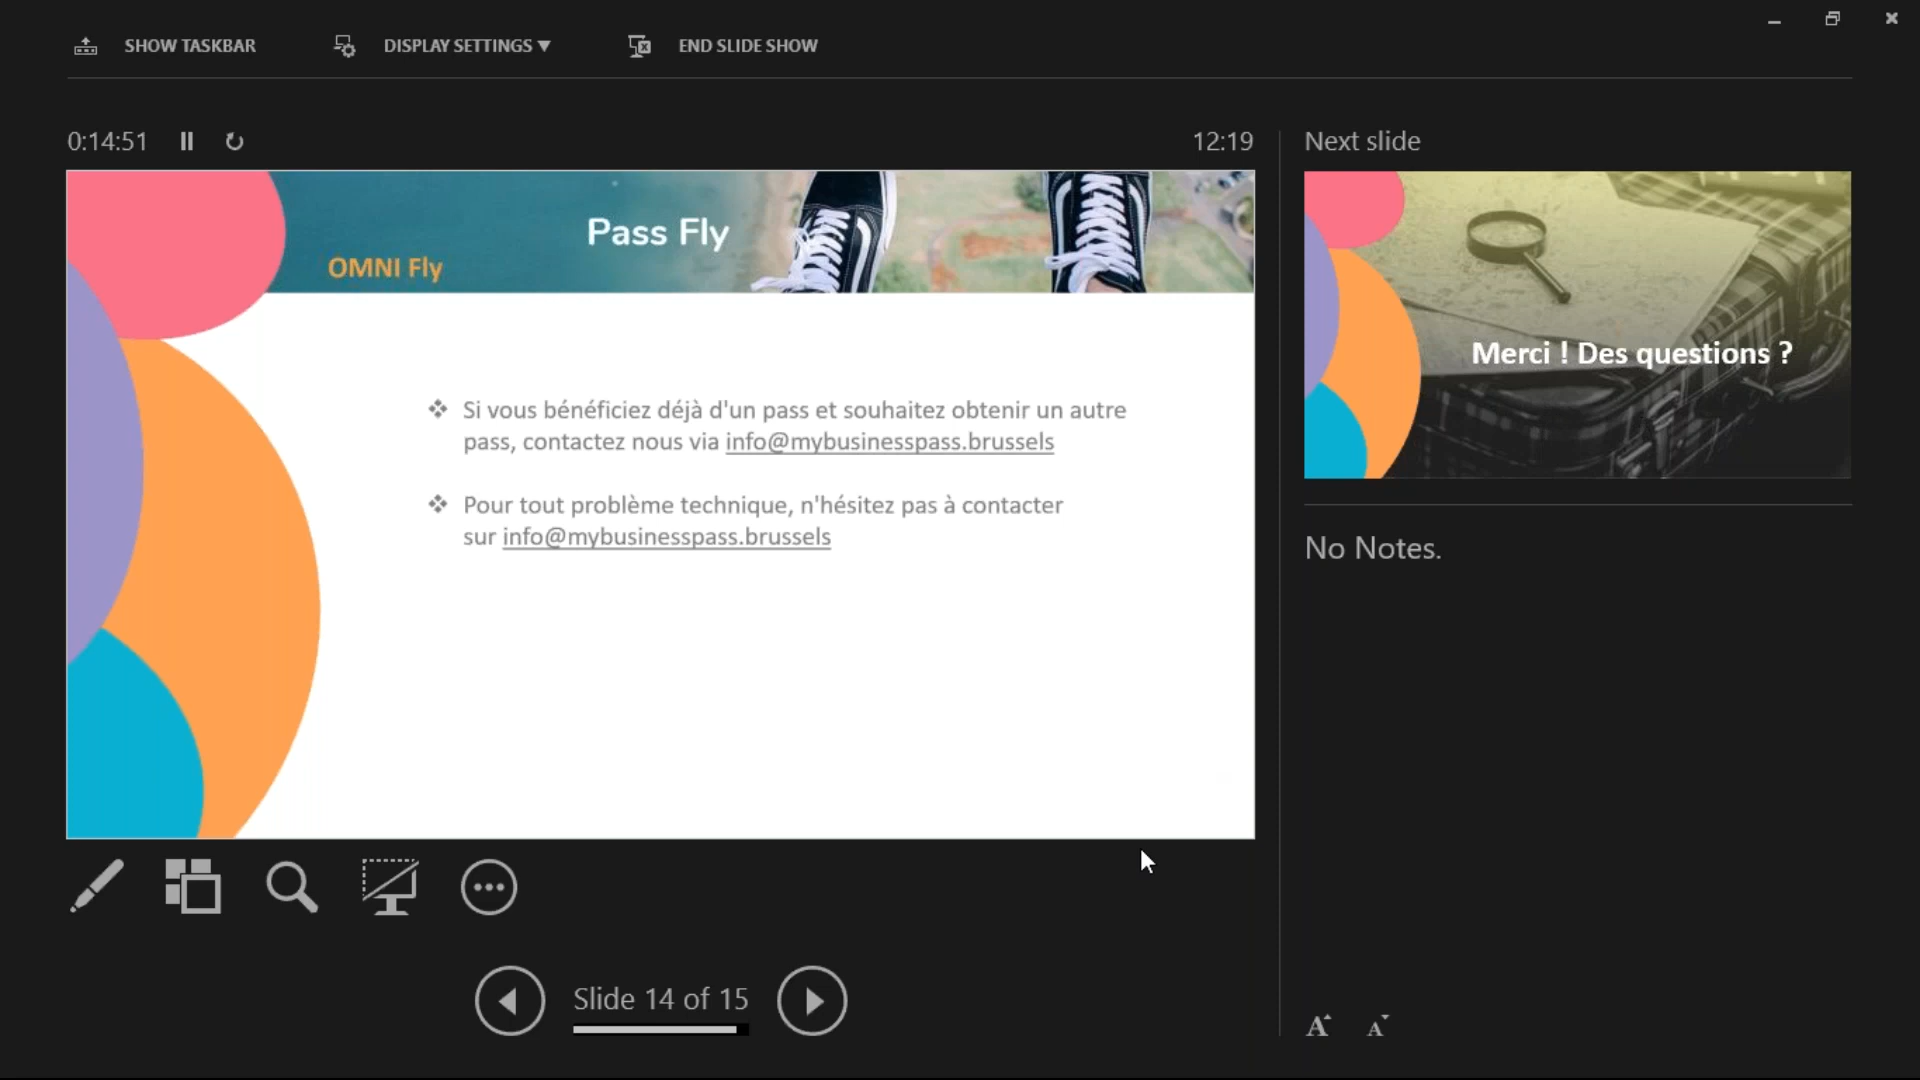 SHOW TASKBAR
DISPLAY SETTINGS ▼
END SLIDE SHOW
0:14:51
12:19
Pass Fly
OMNI Fly
❖ Si vous bénéficiez déjà d'un pass et souhaitez obtenir un autre
pass, contactez nous via info@mybusinesspass.brussels
❖ Pour tout problème technique, n'hésitez pas à contacter
sur info@mybusinesspass.brussels
Slide 14 of 15
Next slide
Merci ! Des questions ?
No Notes.
A
A